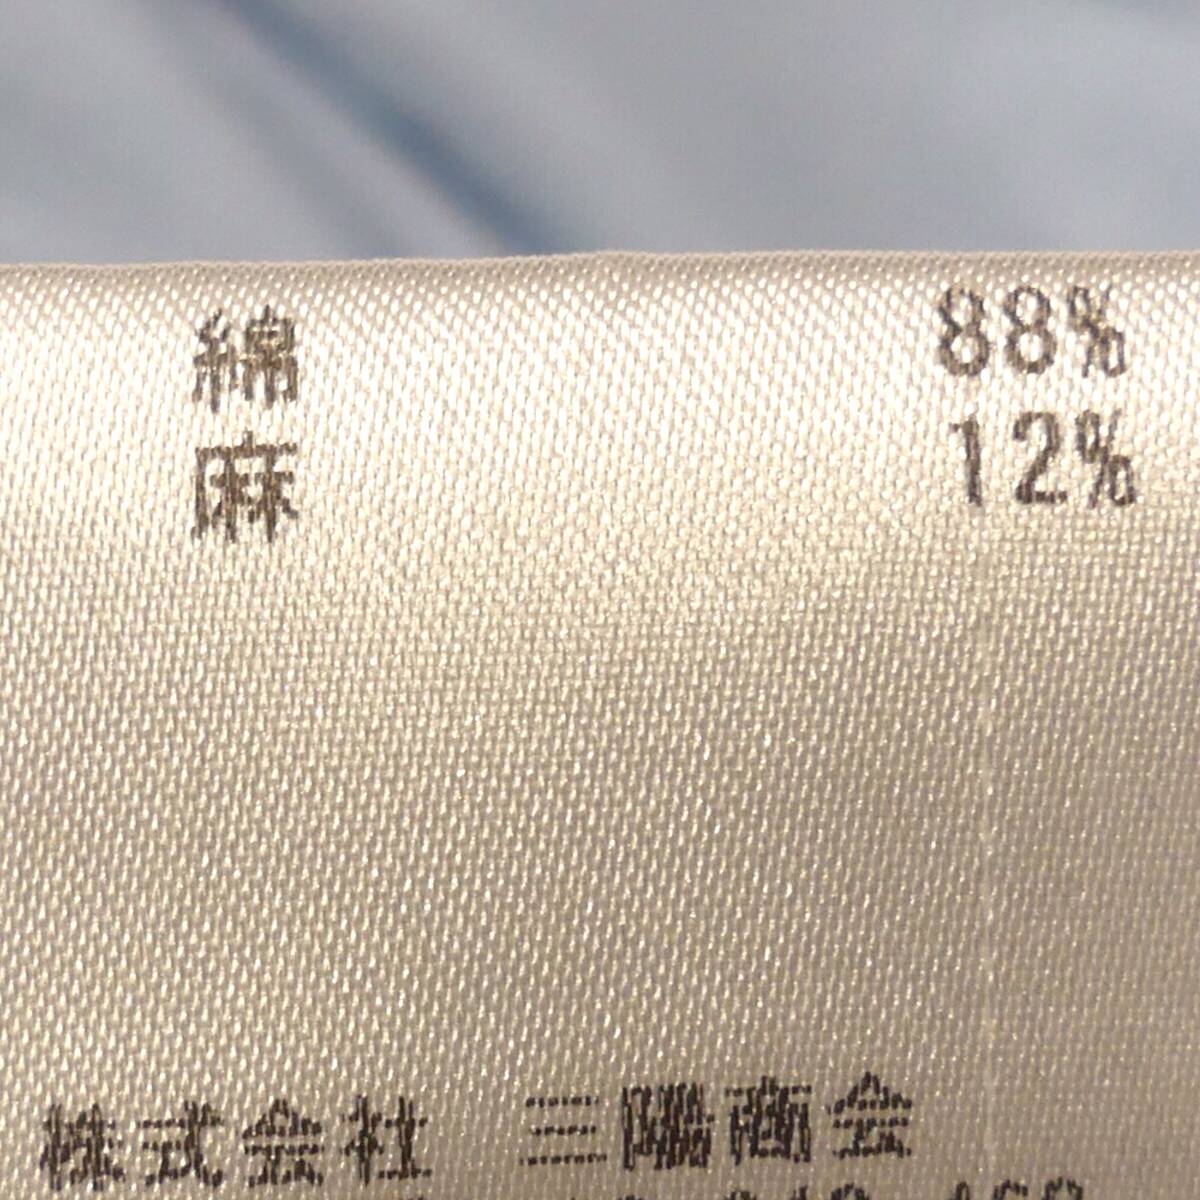 綿 88%
麻 12%
株式会社 三陽商会